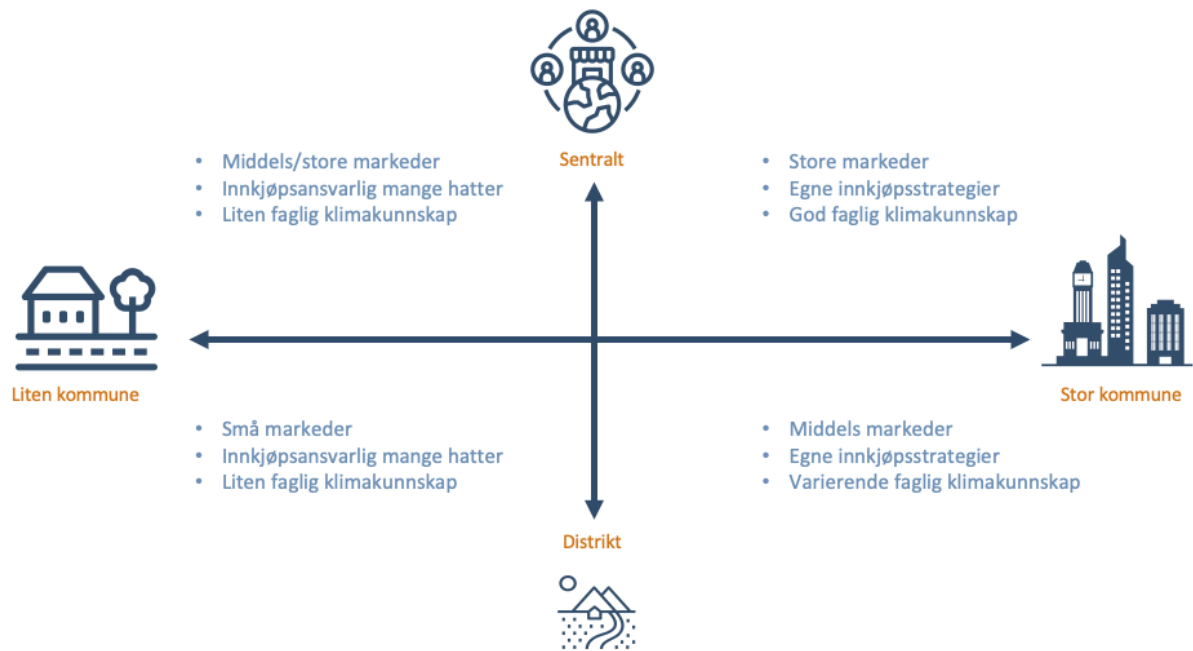 Sentralt
• Middels/store markeder
• Innkjøpsansvarlig mange hatter
• Liten faglig klimakunnskap
• Store markeder
• Egne innkjøpsstrategier
• God faglig klimakunnskap
Liten kommune
Stor kommune
• Små markeder
• Innkjøpsansvarlig mange hatter
• Liten faglig klimakunnskap
• Middels markeder
• Egne innkjøpsstrategier
• Varierende faglig klimakunnskap
Distrikt